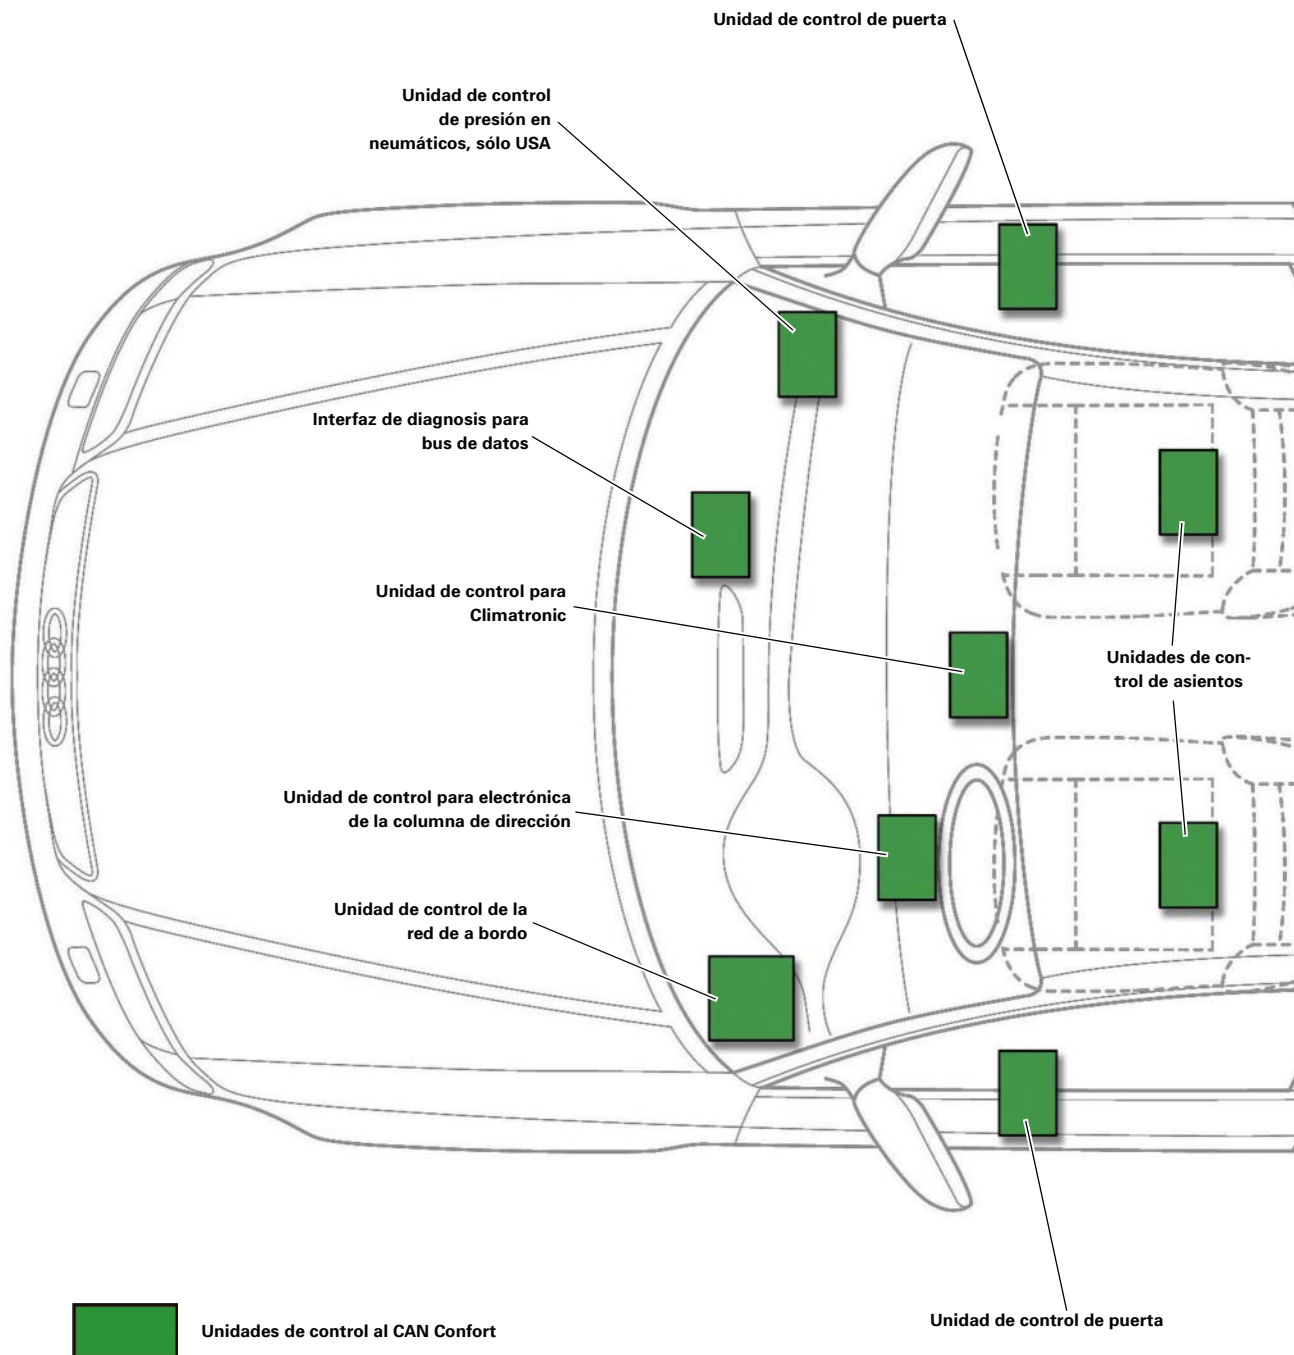 Unidad de control de puerta
Unidad de control
de presión en
neumáticos, sólo USA
Interfaz de diagnosis para
bus de datos
Unidad de control para
Climatronic
Unidades de con-
trol de asientos
Unidad de control para electrónica
de la columna de dirección
Unidad de control de la
red de a bordo
Unidad de control de puerta
Unidades de control al CAN Confort